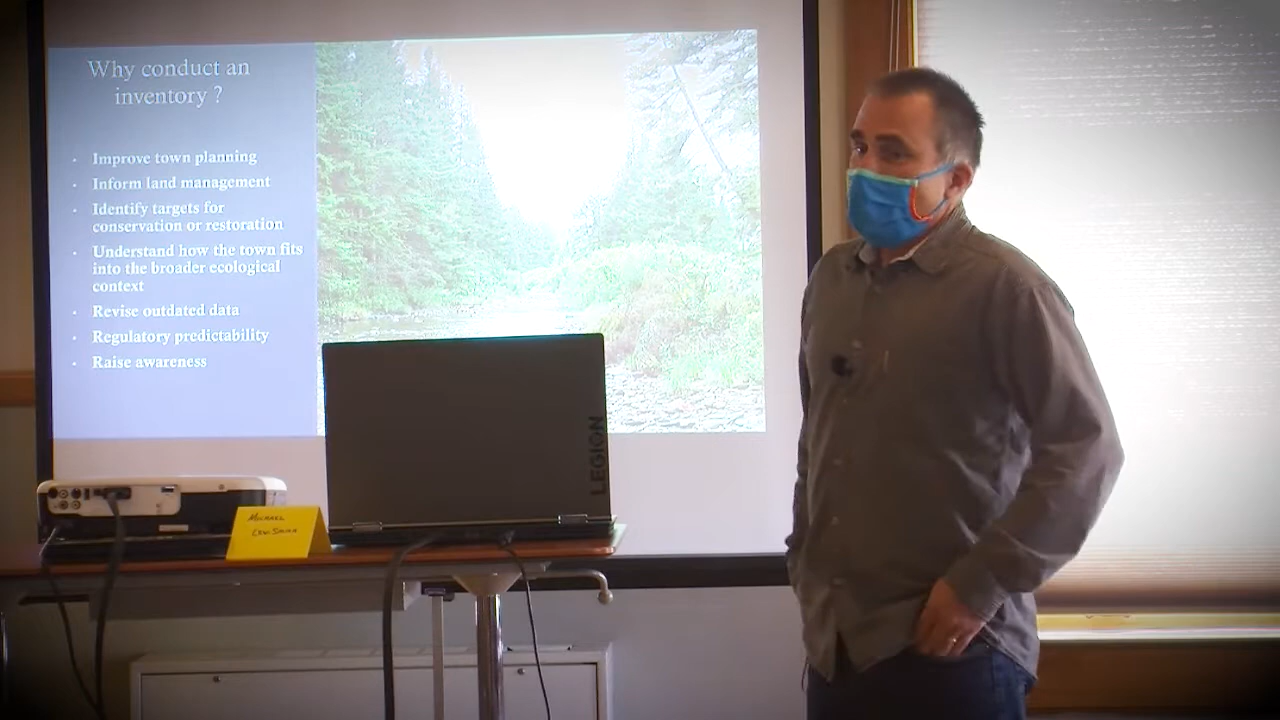 Why conduct an
inventory ?
· Improve town planning
· Inform land management
· Identify targets for
conservation or restoration
· Understand how the town fits
into the broader ecological
context
· Revise outdated data
· Regulatory predictability
· Raise awareness
LEGION
MICHAEL